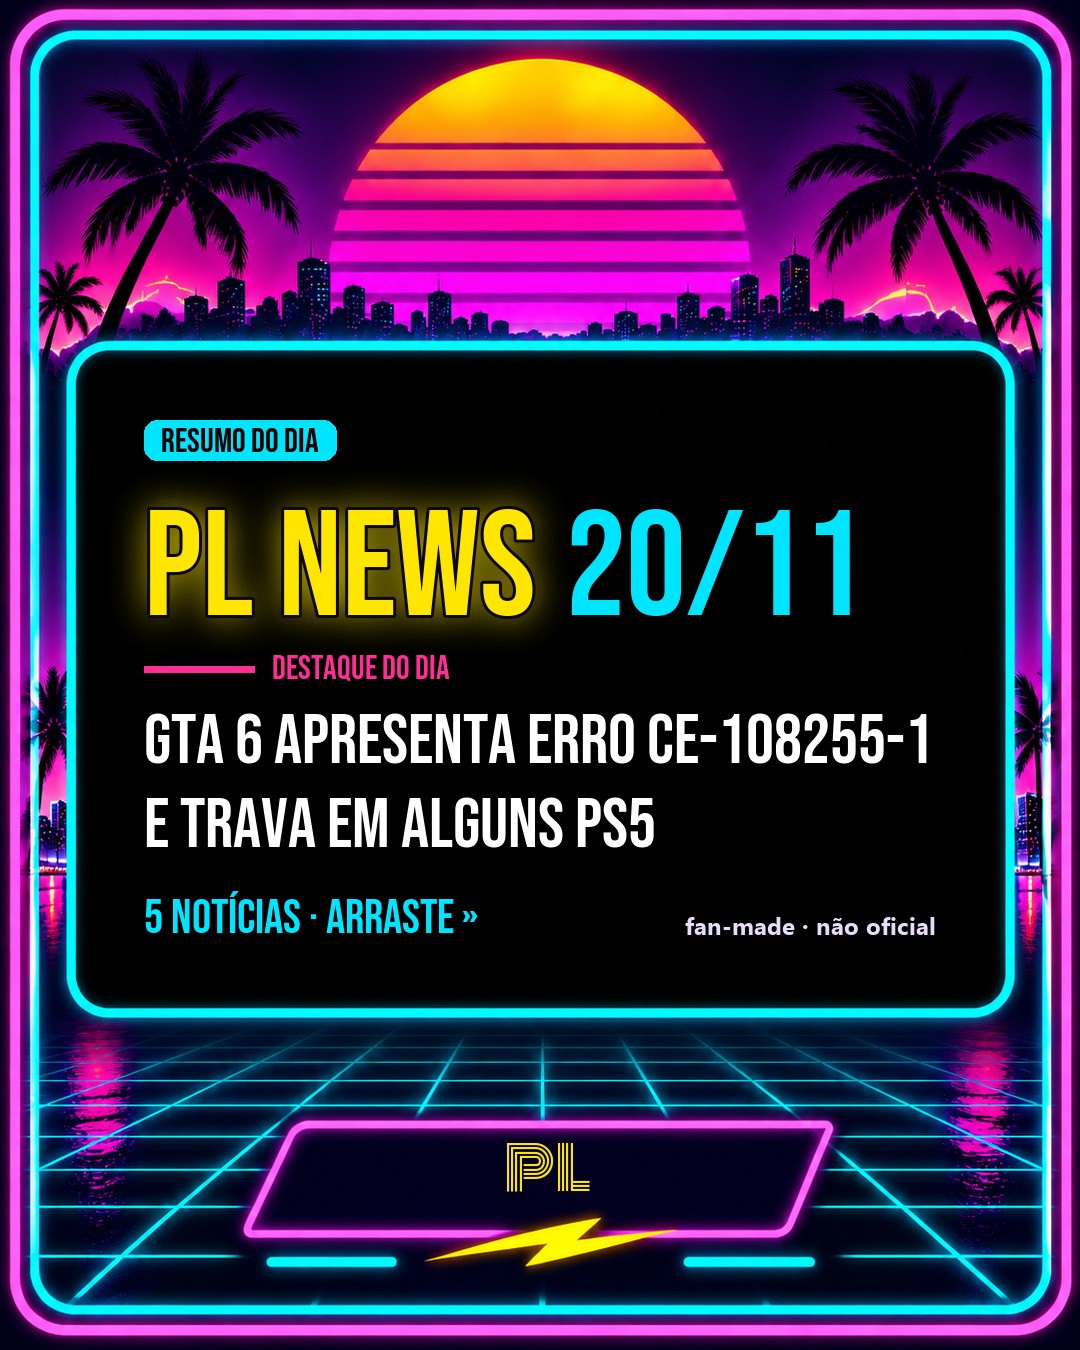 RESUMO DO DIA
PL NEWS 20/11
DESTAQUE DO DIA
GTA 6 APRESENTA ERRO CE-108255-1
E TRAVA EM ALGUNS PS5
5 NOTÍCIAS · ARRASTE »
fan-made · não oficial
PL